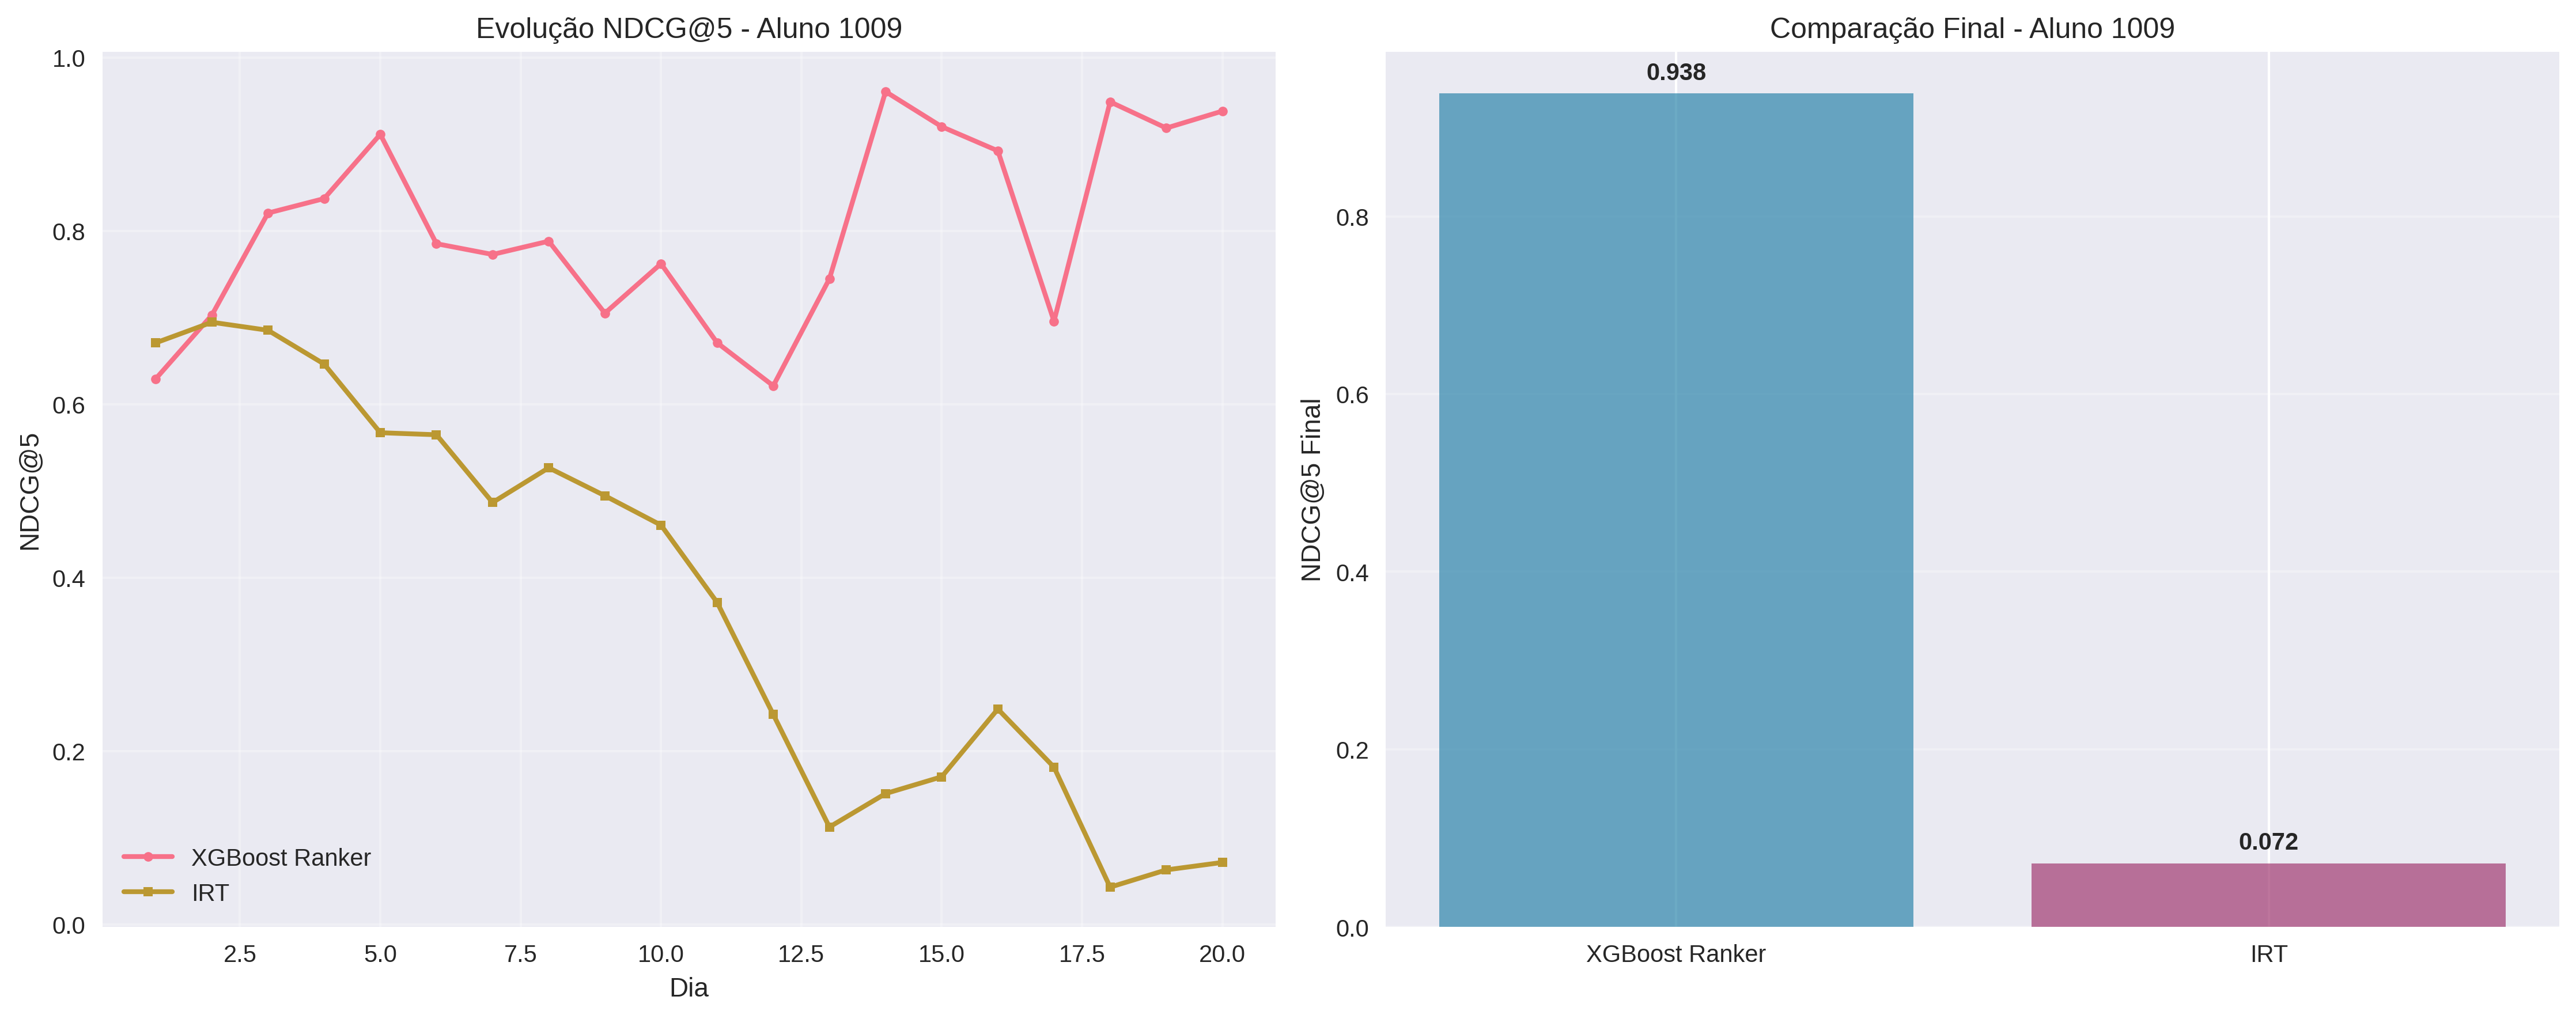 Evolução NDCG@5 - Aluno 1009
1.0
0.8
0.6
0.4
0.2
0.0
NDCG@5
2.5 5.0 7.5 10.0 12.5 15.0 17.5 20.0
Dia
XGBoost Ranker
IRT
Comparação Final - Aluno 1009
0.8
0.6
0.4
0.2
0.0
NDCG@5 Final
0.938
0.072
XGBoost Ranker IRT